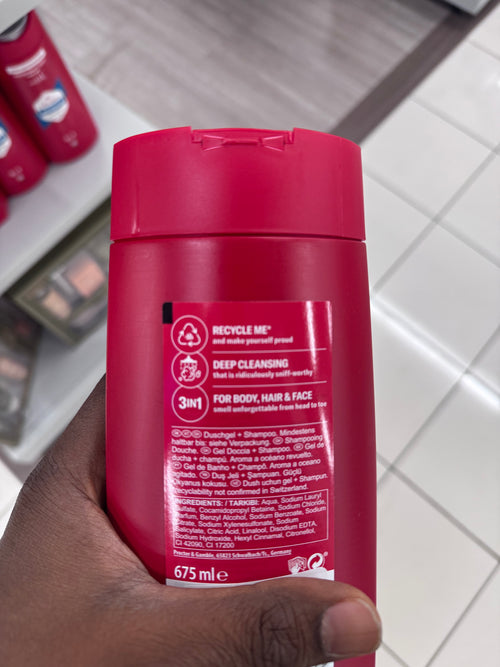 RECYCLE ME*
and make yourself proud
DEEP CLEANSING
that is ridiculously sniff-worthy
3IN1
FOR BODY, HAIR & FACE
smell unforgettable from head to toe
Duschgel + Shampoo. Mindestens
haltbar bis: siehe Verpackung. Shampooing
Douche. Gel Doccia + Shampoo. Gel de
ducha + champú. Aroma a océano revuelto.
Gel de Banho + Champô. Aroma a oceano
agitado. Duş Jeli + Şampuan. Güçlü
Okyanus kokusu. Dush uchun gel + Shampun.
recyclability not confirmed in Switzerland.
INGREDIENTS: / TARKIBI: Aqua, Sodium Lauryl
Sulfate, Cocamidopropyl Betaine, Sodium Chloride,
Parfum, Benzyl Alcohol, Sodium Benzoate, Sodium
Citrate, Sodium Xylenesulfonate, Sodium
Salicylate, Citric Acid, Linalool, Disodium EDTA,
Sodium Hydroxide, Hexyl Cinnamal, Citronellol,
CI 42090, CI 17200
Procter & Gamble, 65823 Schwalbach/Ts, Germany
675 ml e